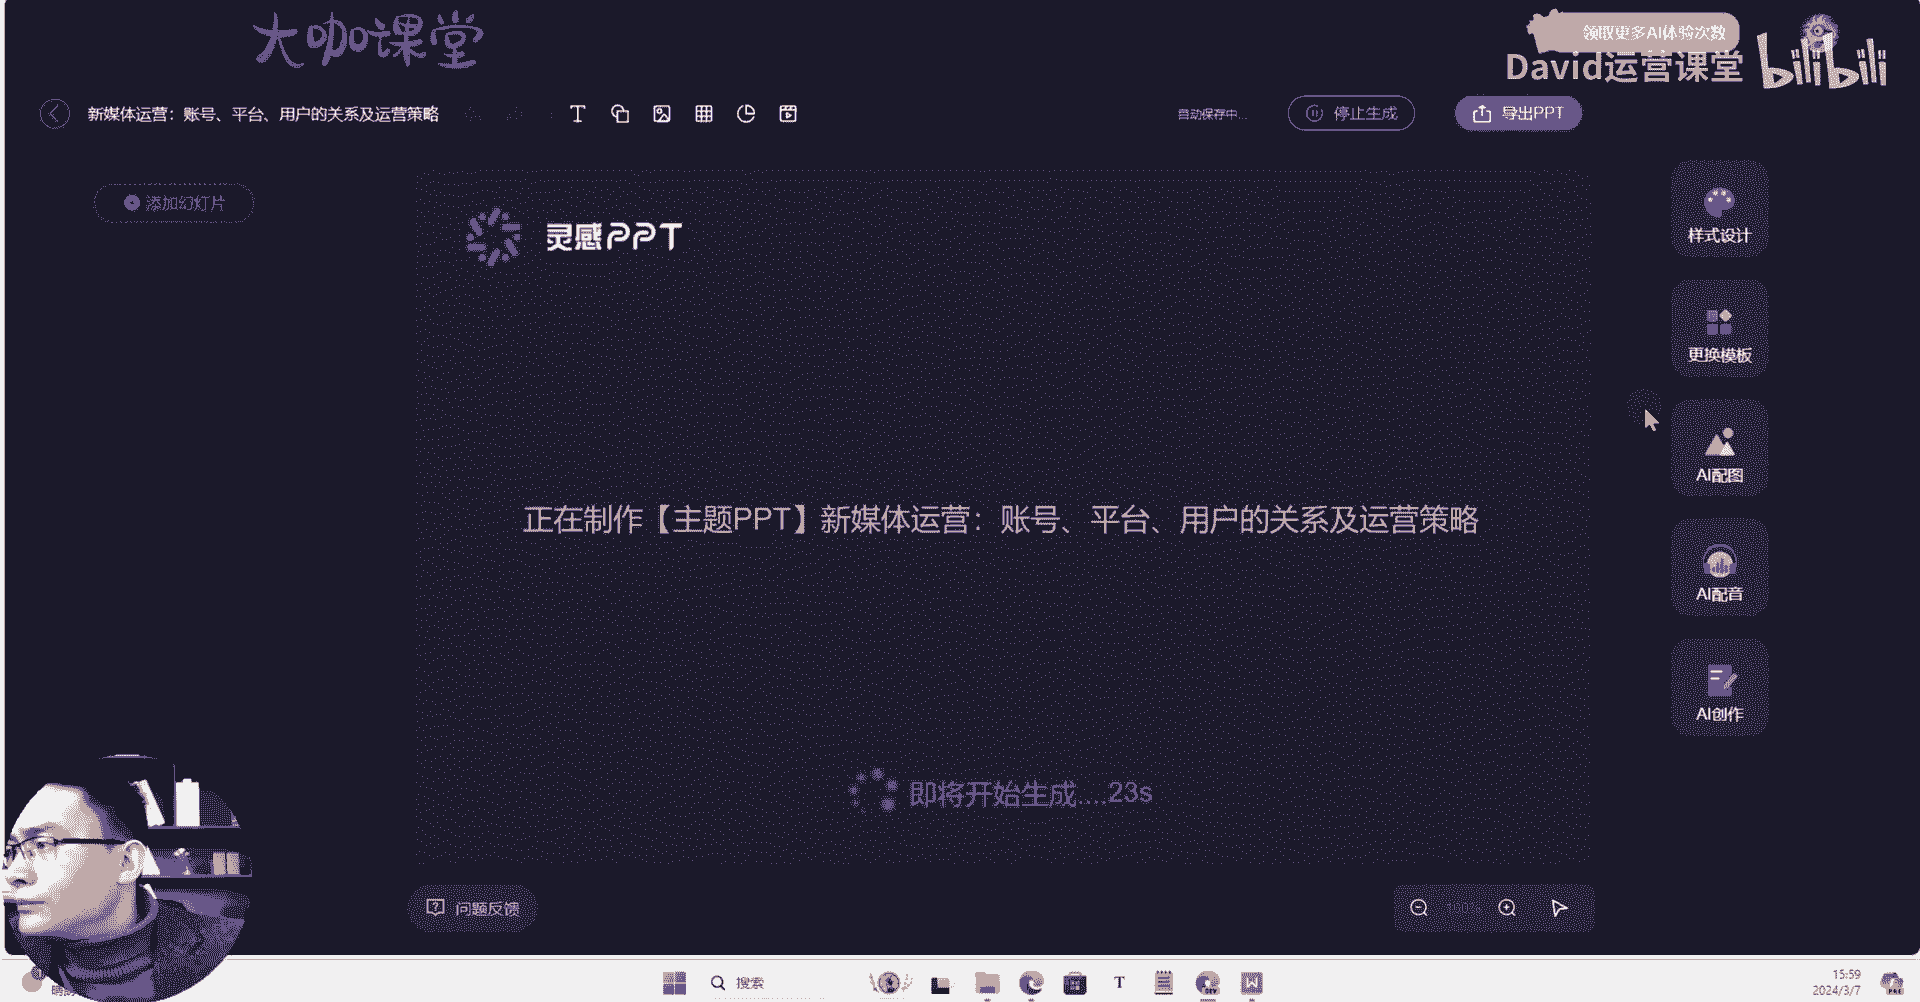 大咖课堂
领取更多AI体验次数
David运营课堂
bilibili
新媒体运营：账号、平台、用户的关系及运营策略
自动保存中...
停止生成
导出PPT
添加幻灯片
灵感PPT
样式设计
更换模板
AI配图
AI配音
AI创作
正在制作【主题PPT】新媒体运营：账号、平台、用户的关系及运营策略
即将开始生成....23s
问题反馈
100%
搜索
15:59
2024/3/7